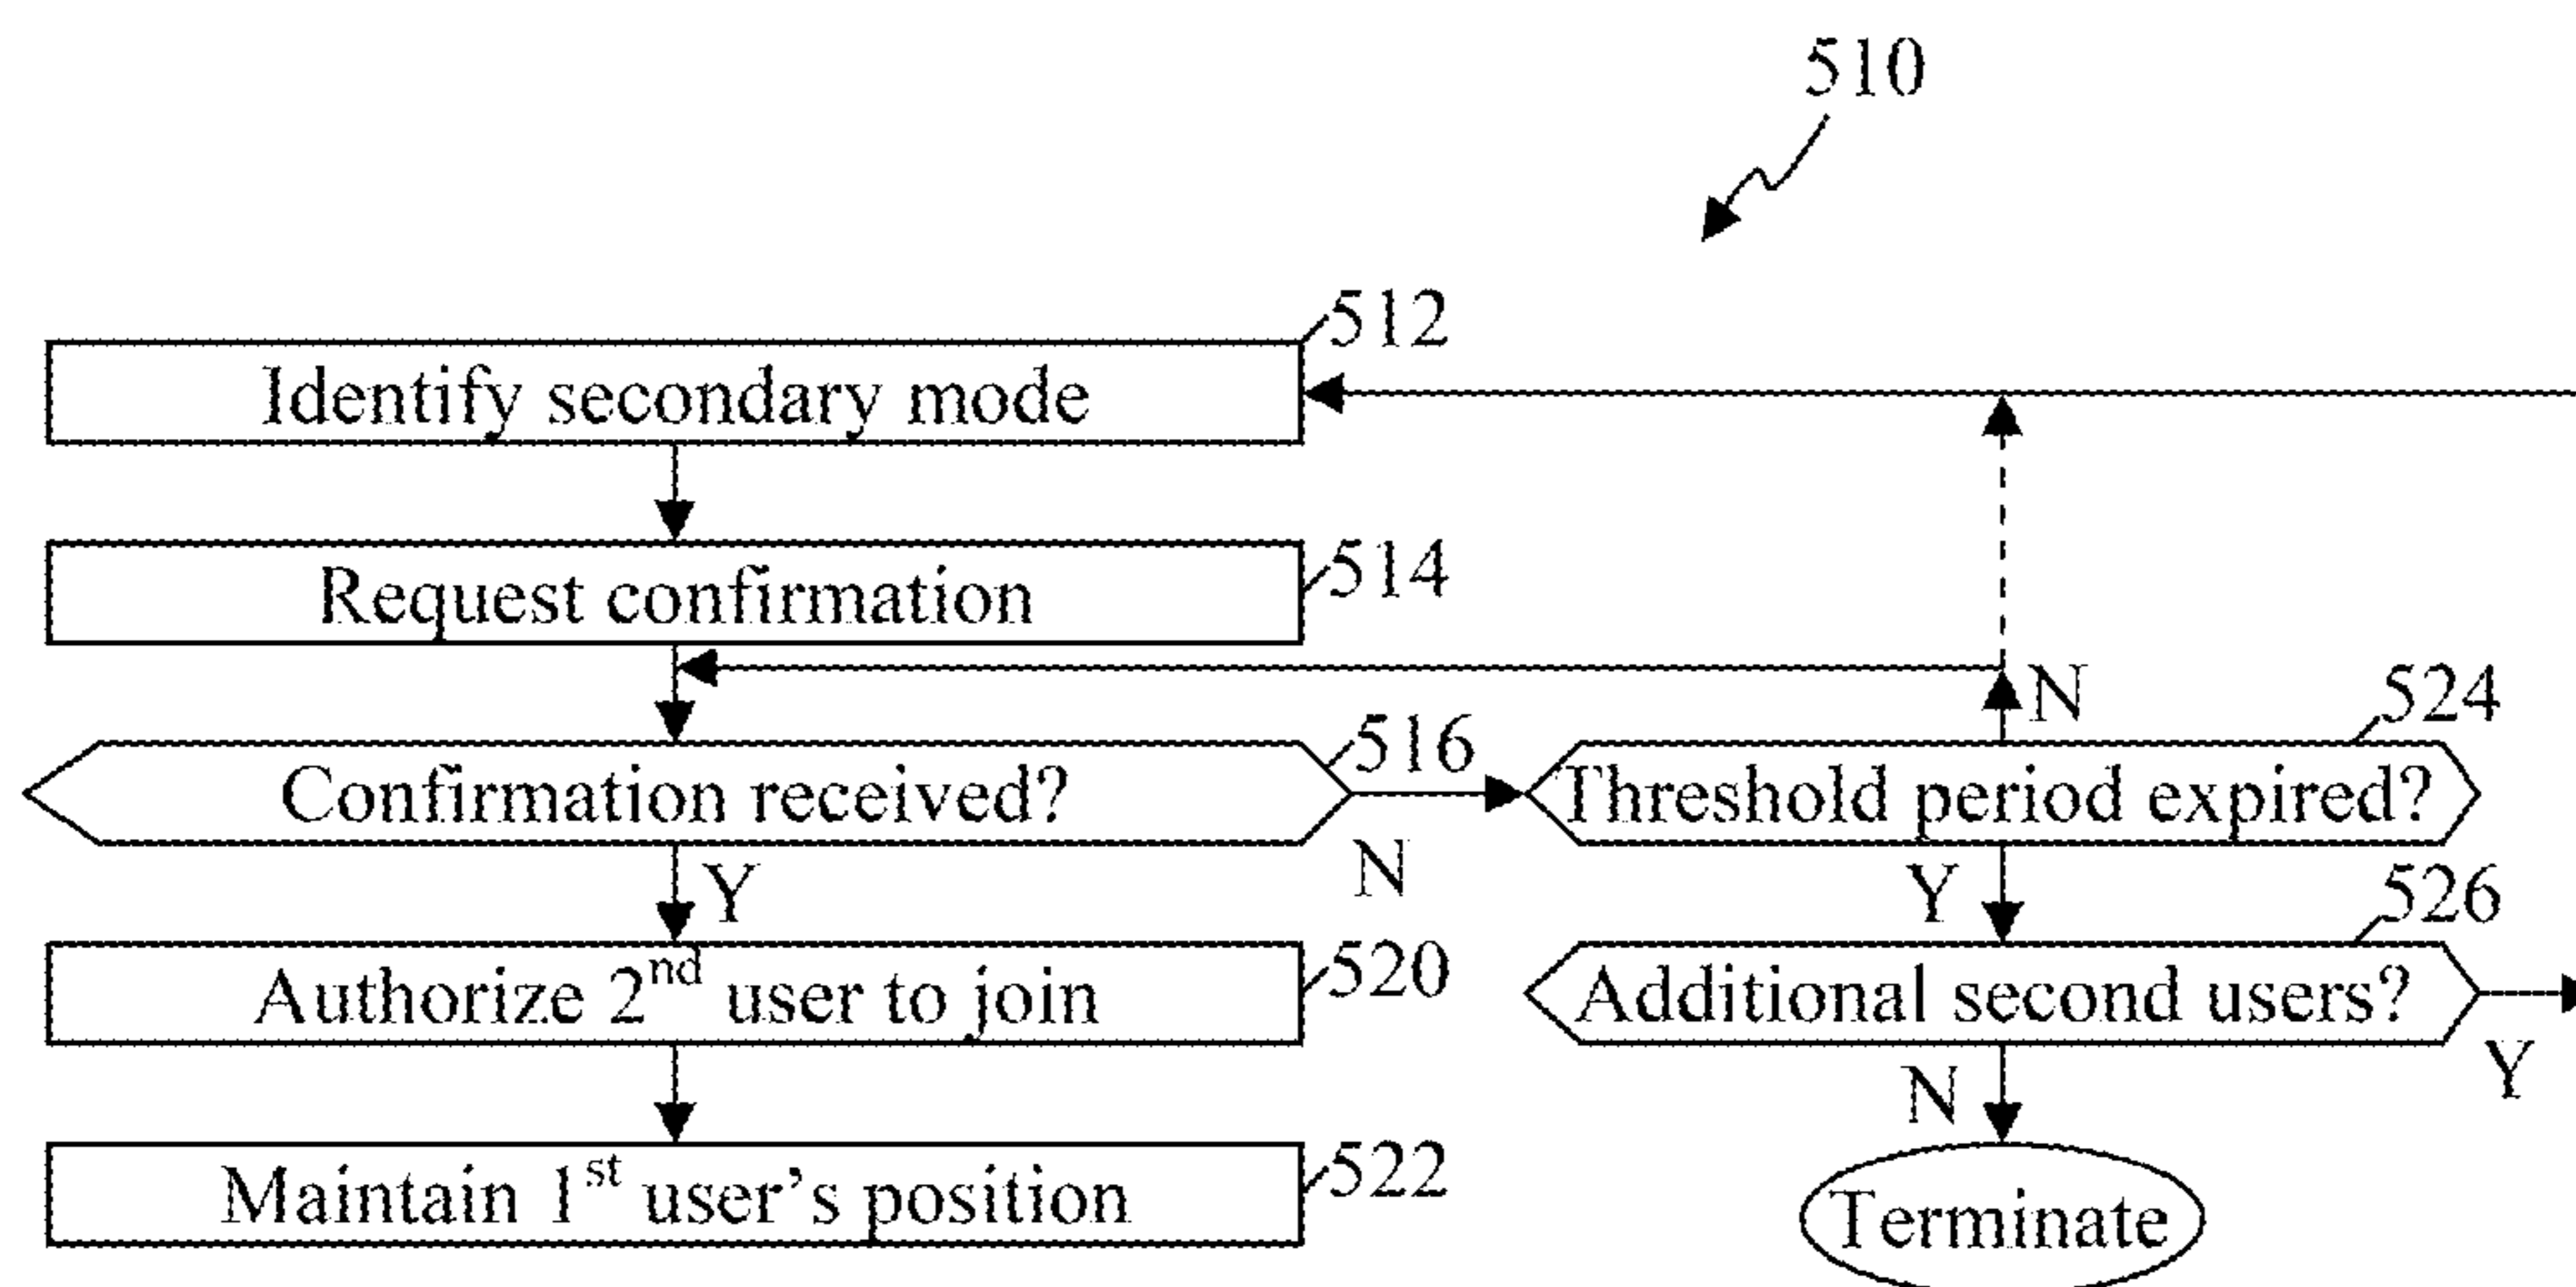 510
512
Identify secondary mode
514
Request confirmation
N
524
516
Confirmation received?
Threshold period expired?
N
Y
Y
526
520
Authorize 2nd user to join
Additional second users?
Y
N
522
Maintain 1st user’s position
Terminate